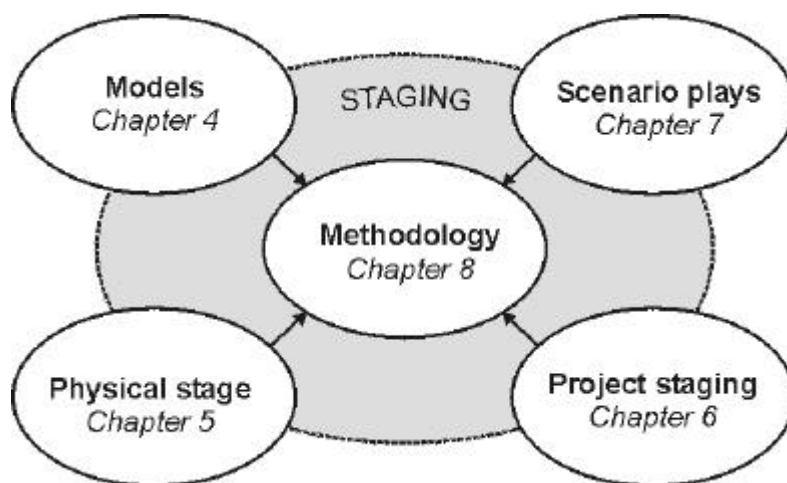 Models
Chapter 4
STAGING
Scenario plays
Chapter 7
Methodology
Chapter 8
Physical stage
Chapter 5
Project staging
Chapter 6